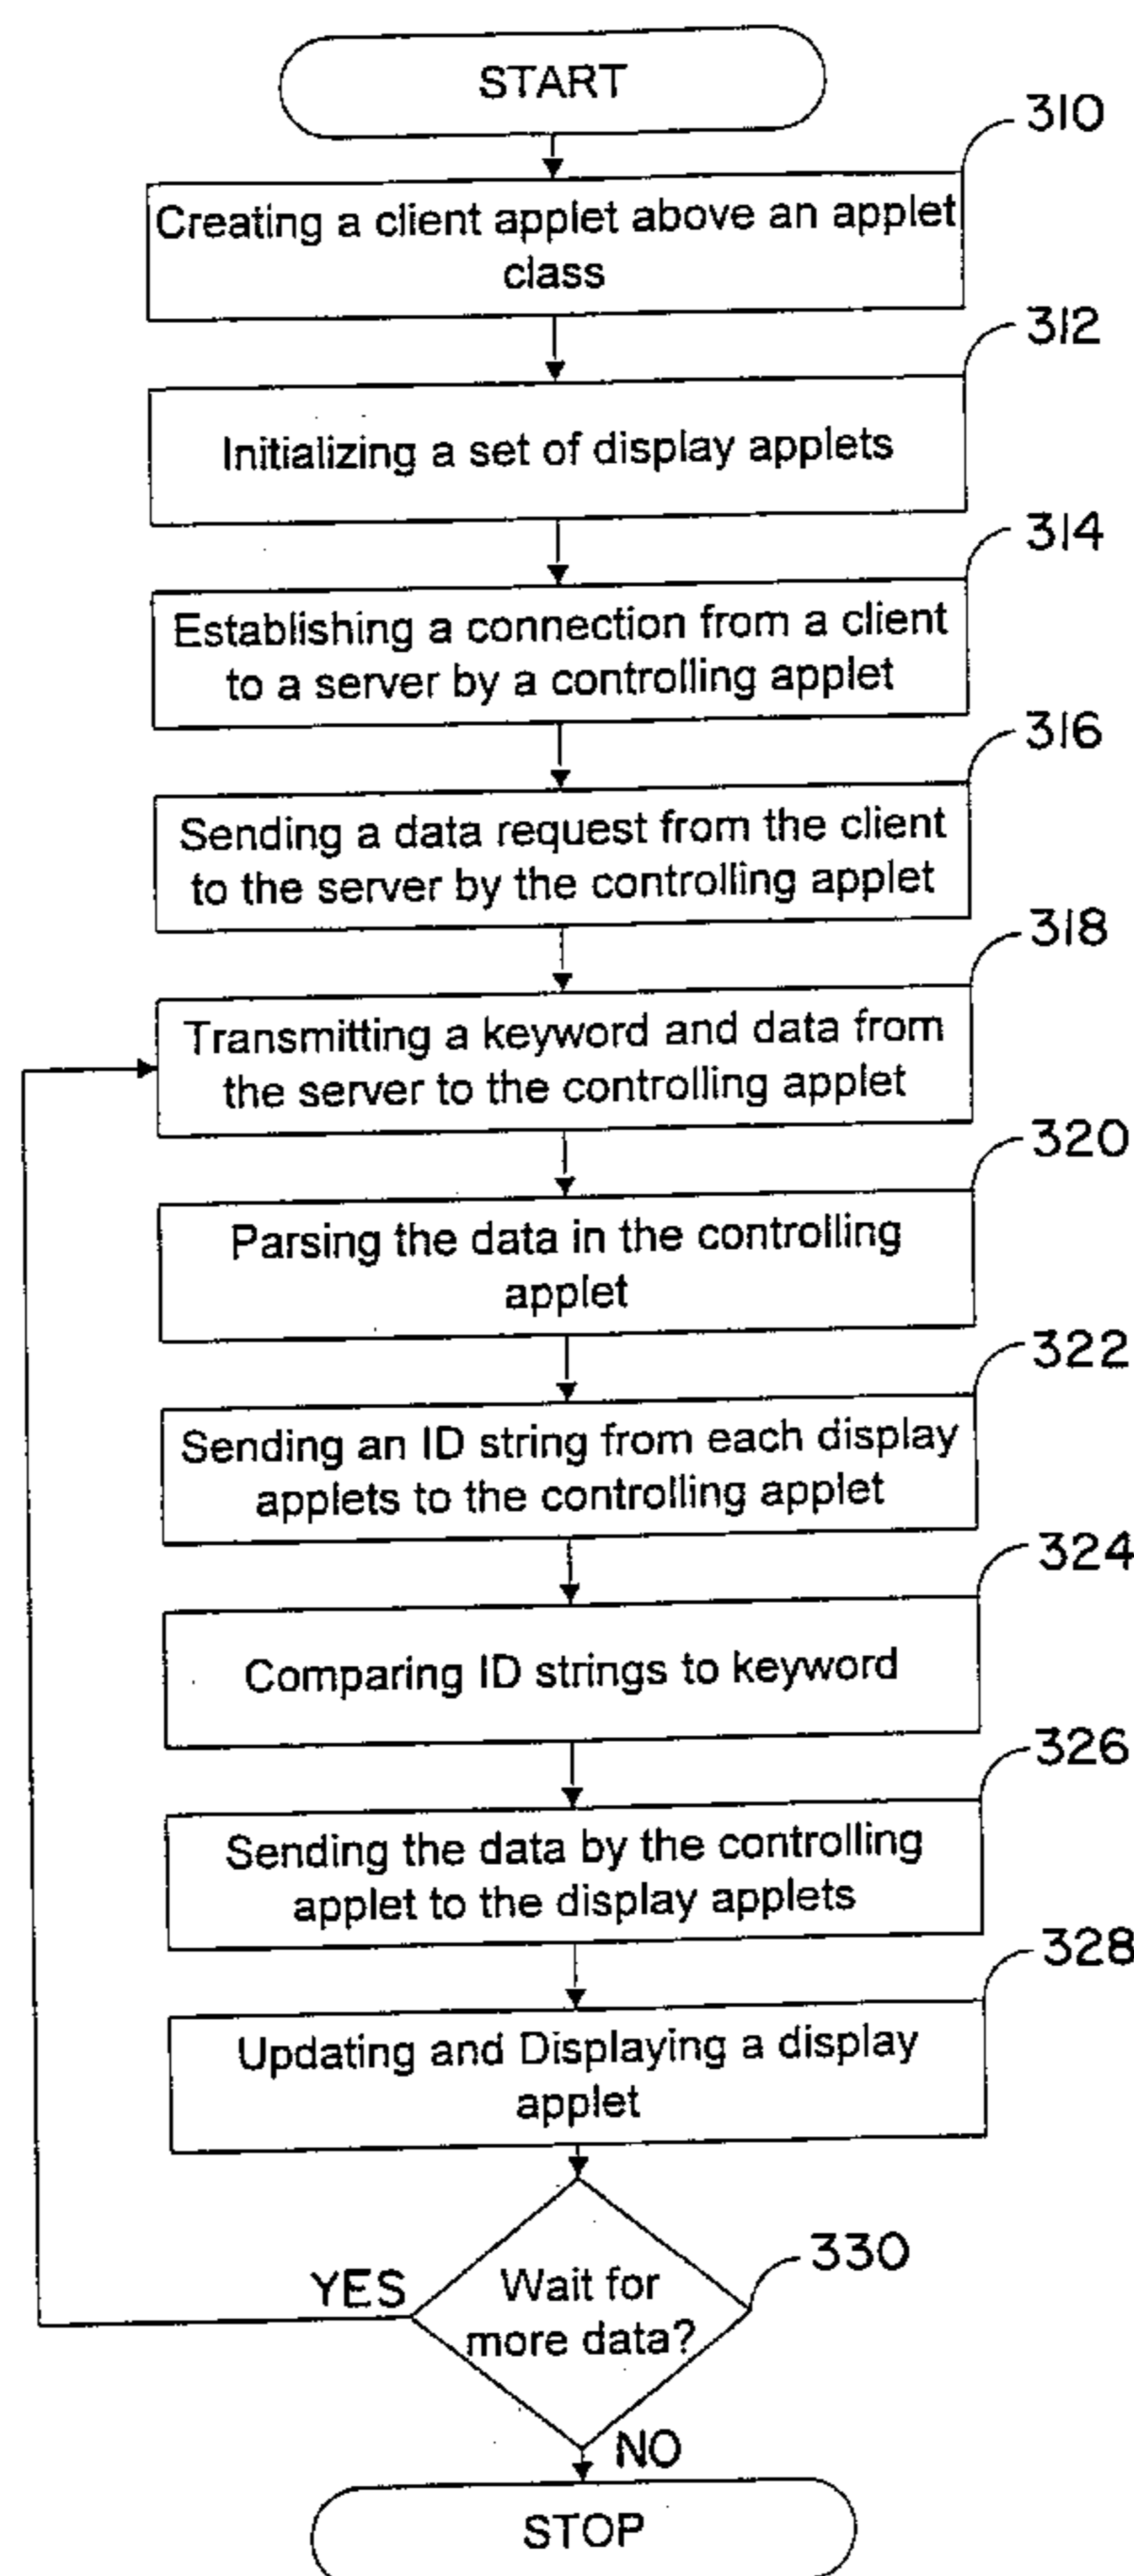 START
310
Creating a client applet above an applet
class
312
Initializing a set of display applets
314
Establishing a connection from a client
to a server by a controlling applet
316
Sending a data request from the client
to the server by the controlling applet
318
Transmitting a keyword and data from
the server to the controlling applet
320
Parsing the data in the controlling
applet
322
Sending an ID string from each display
applets to the controlling applet
324
Comparing ID strings to keyword
326
Sending the data by the controlling
applet to the display applets
328
Updating and Displaying a display
applet
330
YES
Wait for
more data?
NO
STOP